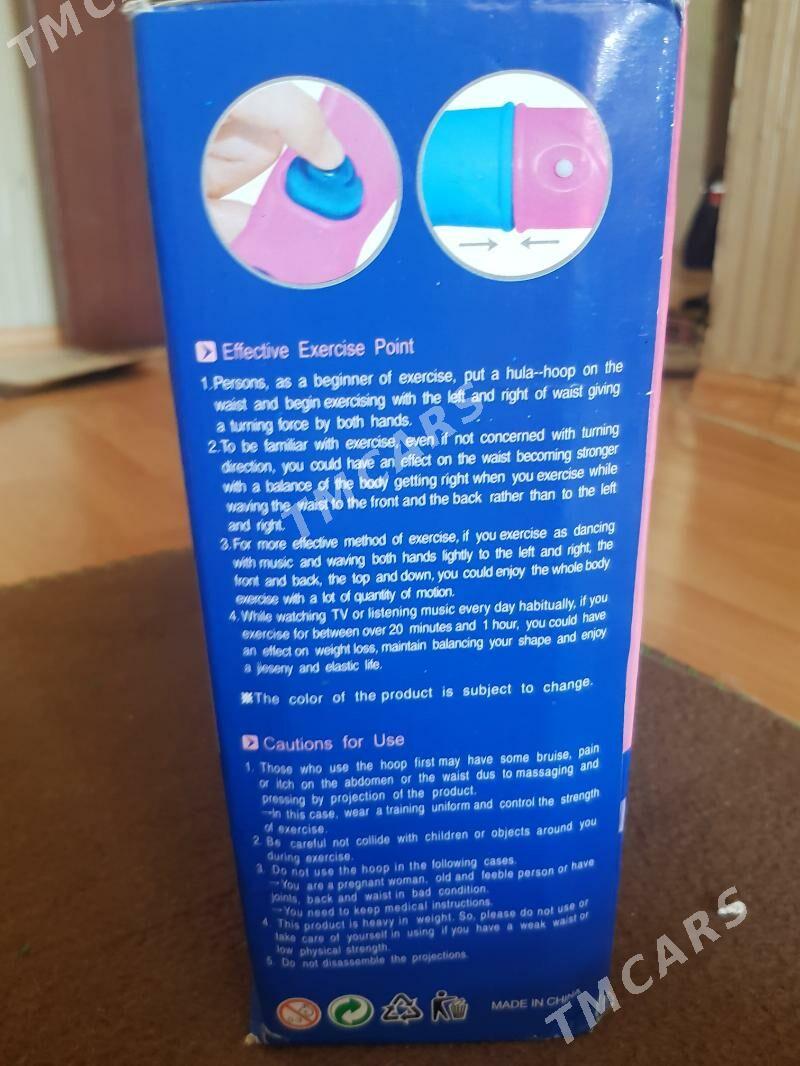 TMC
Effective Exercise Point
1.Persons, as a beginner of exercise, put a hula--hoop on the
waist and begin exercising with the left and right of waist giving
a turning force by both hands.
2.To be familiar with exercise, even if not concerned with turning
direction, you could have an effect on the waist becoming stronger
with a balance of the body getting right when you exercise while
waving the waist to the front and the back rather than to the left
and right.
3.For more effective method of exercise, if you exercise as dancing
with music and waving both hands lightly to the left and right, the
front and back, the top and down, you could enjoy the whole body
exercise with a lot of quantity of motion.
4.While watching TV or listening music every day habitually, if you
exercise for between over 20 minutes and 1 hour, you could have
an effect on weight loss, maintain balancing your shape and enjoy
a jieseny and elastic life.
※The color of the product is subject to change.
Cautions for Use
1. Those who use the hoop first may have some bruise, pain
or itch on the abdomen or the waist dus to massaging and
pressing by projection of the product.
→In this case, wear a training uniform and control the strength
of exercise.
2. Be careful not collide with children or objects around you
during exercise.
3. Do not use the hoop in the following cases.
→You are a pregnant woman, old and feeble person or have
joints, back and waist in bad condition.
→You need to keep medical instructions.
4. This product is heavy in weight. So, please do not use or
take care of yourself in using if you have a weak waist or
low physical strength.
5. Do not disassemble the projections.
MADE IN CHINA
TMCARS
TMCARS